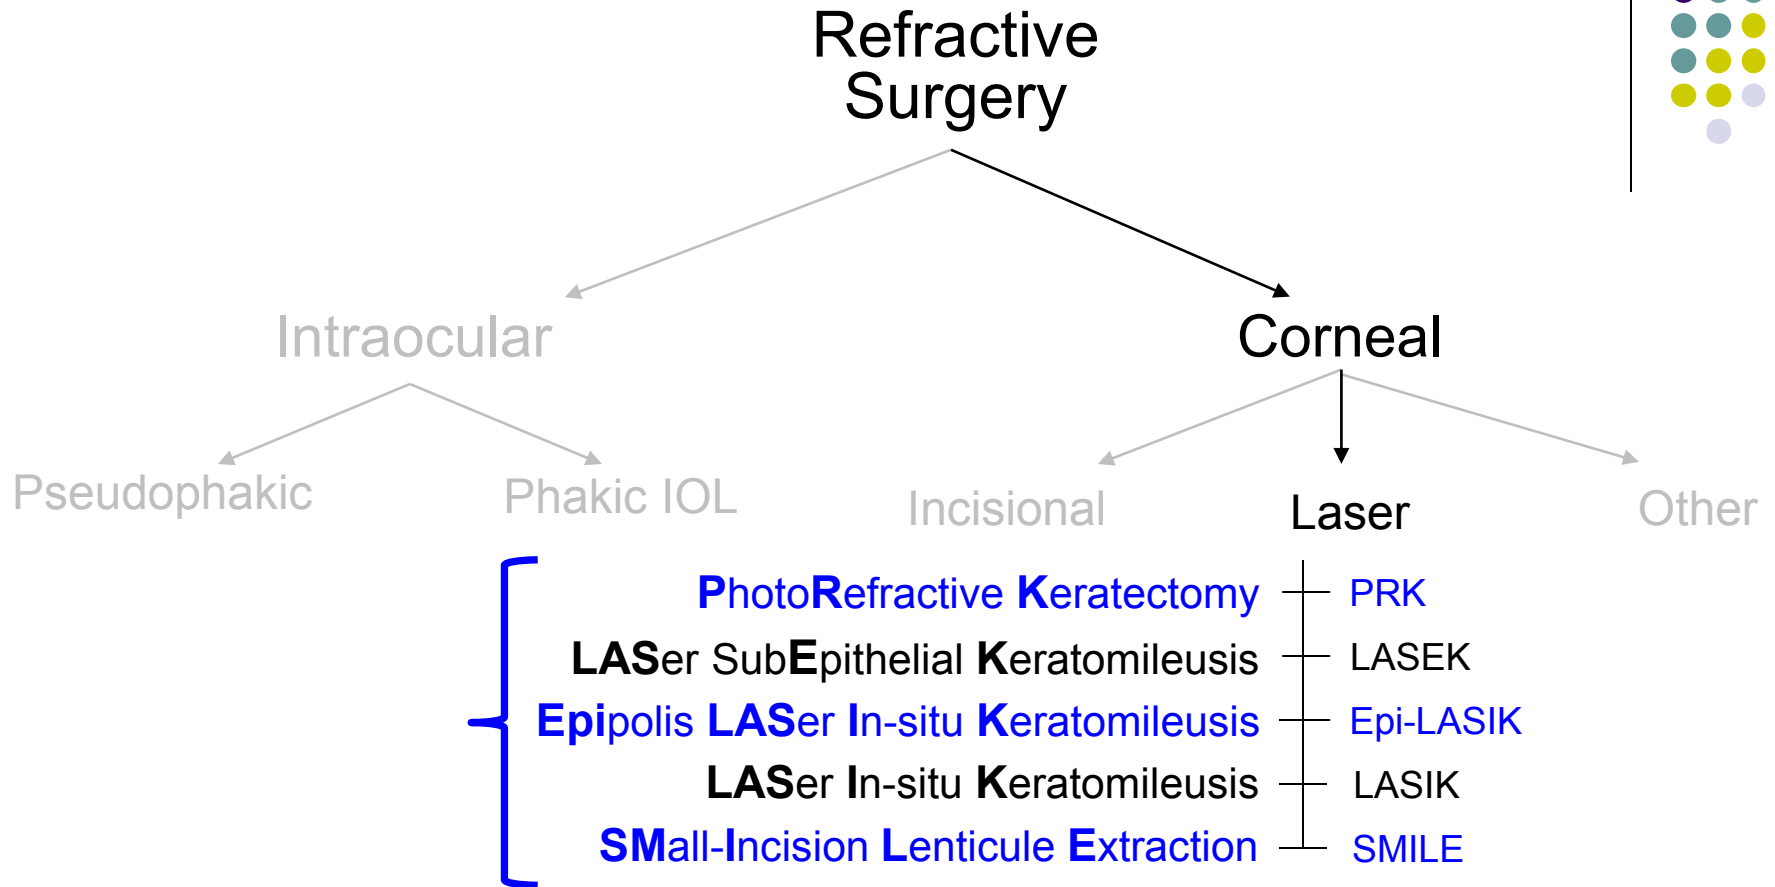 Refractive
Surgery
Intraocular
Corneal
Pseudophakic
Phakic IOL
Incisional
Laser
Other
PhotoRefractive Keratectomy
PRK
LASer SubEpithelial Keratomileusis
LASEK
Epipolis LASer In-situ Keratomileusis
Epi-LASIK
LASer In-situ Keratomileusis
LASIK
SMall-Incision Lenticule Extraction
SMILE